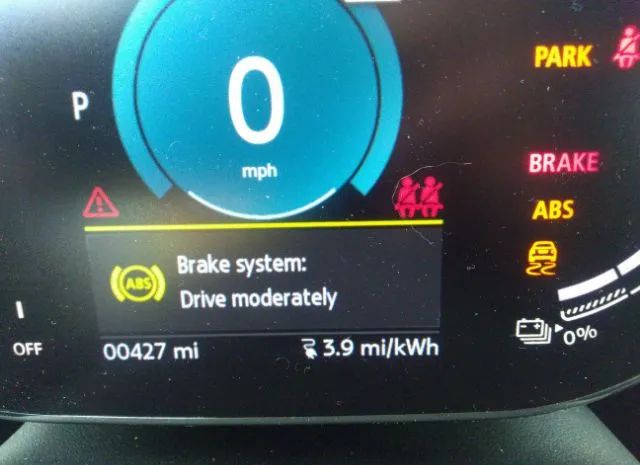 0
mph
P
PARK
BRAKE
ABS
ABS
Brake system:
Drive moderately
OFF
00427 mi
3.9 mi/kWh
0%